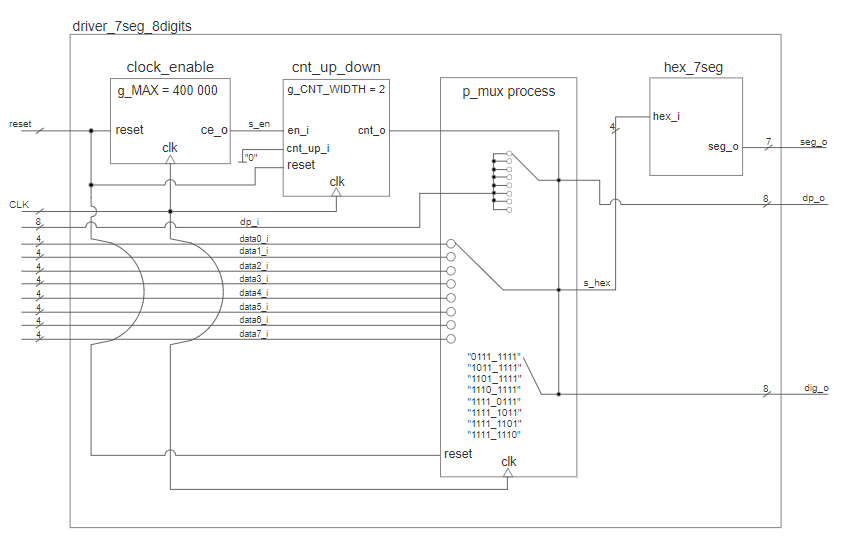 driver_7seg_8digits
clock_enable
g_MAX = 400 000
reset
ce_o
clk
s_en
cnt_up_down
g_CNT_WIDTH = 2
en_i
cnt_o
cnt_up_i
"0"
reset
clk
p_mux process
hex_7seg
hex_i
seg_o
4
7
seg_o
reset
CLK
8
dp_i
8
dp_o
4
data0_i
4
data1_i
4
data2_i
4
data3_i
4
data4_i
4
data5_i
4
data6_i
4
data7_i
s_hex
"0111_1111"
"1011_1111"
"1101_1111"
"1110_1111"
"1111_0111"
"1111_1011"
"1111_1101"
"1111_1110"
8
dig_o
reset
clk